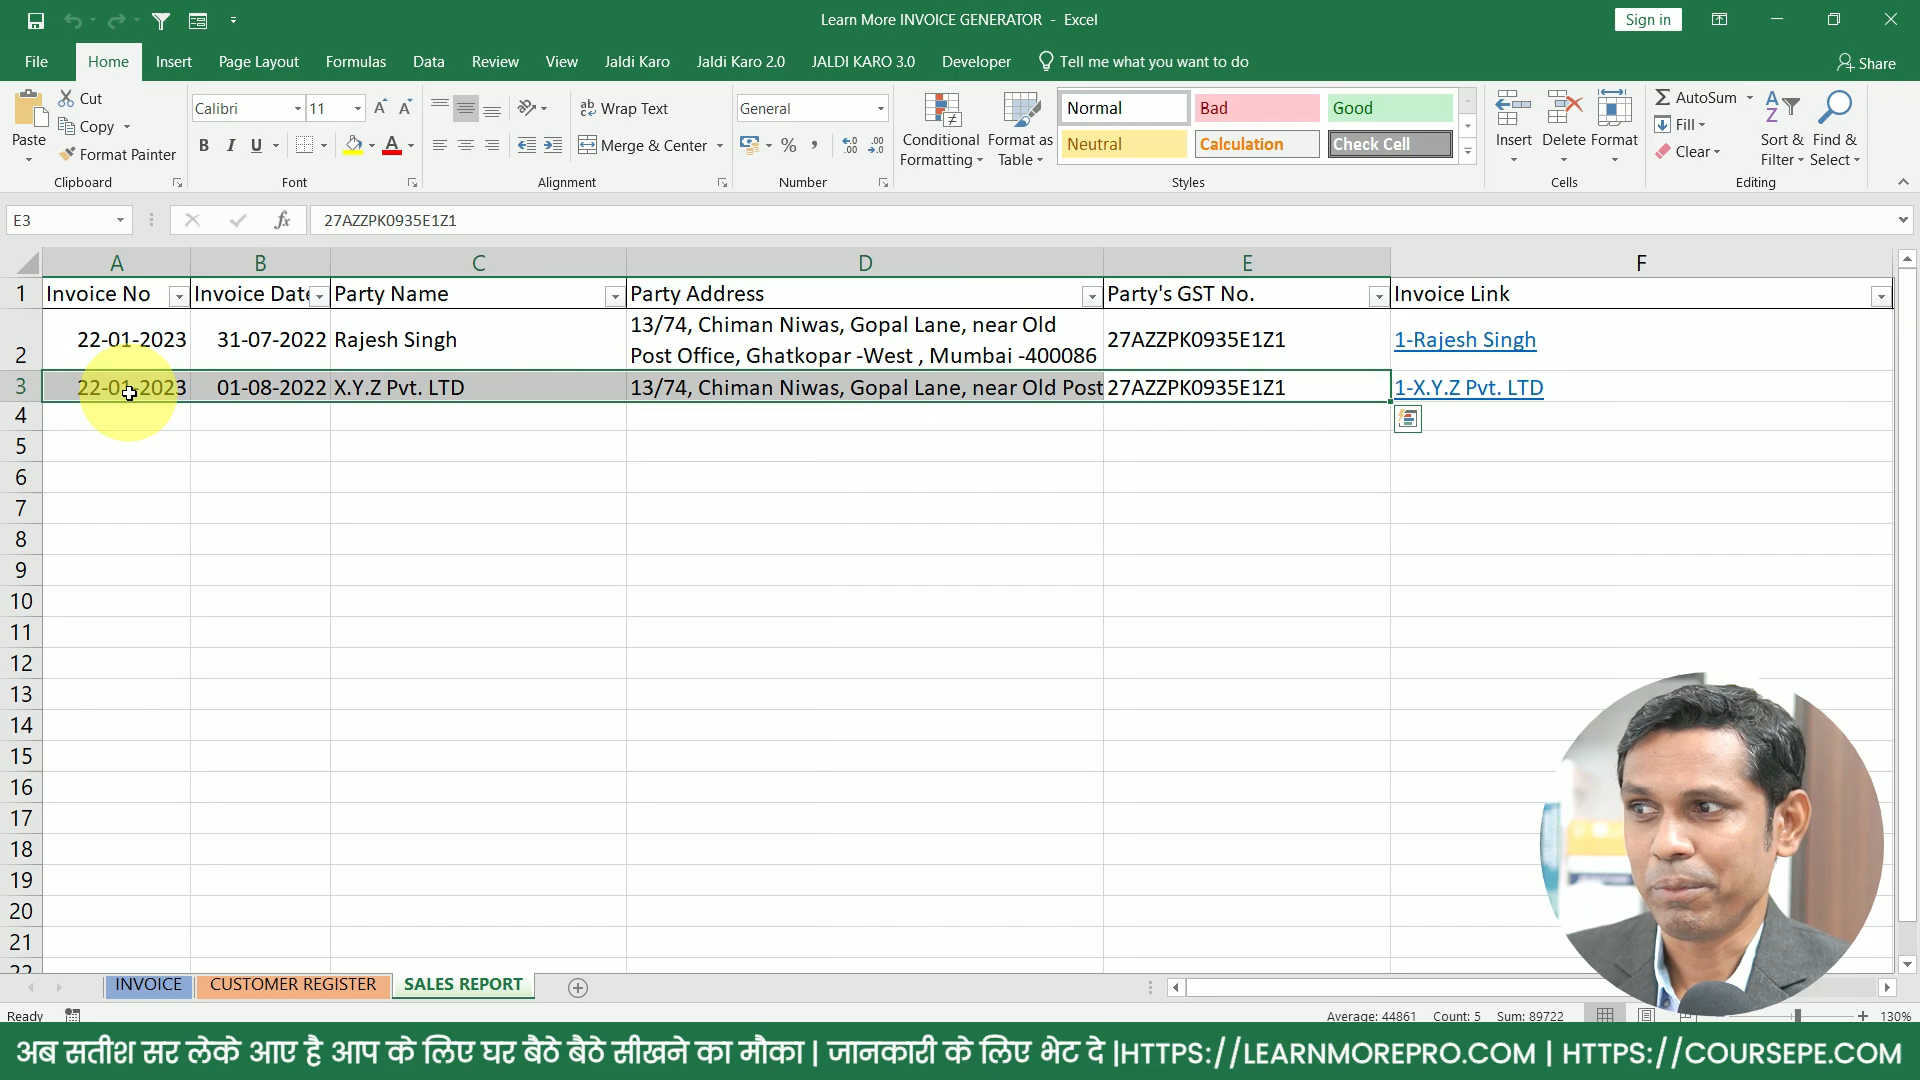 Learn More INVOICE GENERATOR - Excel
Sign in
File Home Insert Page Layout Formulas Data Review View Jaldi Karo Jaldi Karo 2.0 JALDI KARO 3.0 Developer Tell me what you want to do Share
Paste
Cut
Copy
Format Painter
Clipboard
Calibri 11
B I U
Font
Wrap Text
Merge & Center
Alignment
General
Number
Conditional Formatting
Format as Table
Normal Bad Good
Neutral Calculation Check Cell
Styles
Insert Delete Format
Cells
AutoSum
Fill
Clear
Sort & Filter
Find & Select
Editing
E3 fx 27AZZPK0935E1Z1
A B C D E F
1 Invoice No Invoice Date Party Name Party Address Party's GST No. Invoice Link
2 22-01-2023 31-07-2022 Rajesh Singh 13/74, Chiman Niwas, Gopal Lane, near Old
Post Office, Ghatkopar -West , Mumbai -400086 27AZZPK0935E1Z1 1-Rajesh Singh
3 22-01-2023 01-08-2022 X.Y.Z Pvt. LTD 13/74, Chiman Niwas, Gopal Lane, near Old Post 27AZZPK0935E1Z1 1-X.Y.Z Pvt. LTD
4
5
6
7
8
9
10
11
12
13
14
15
16
17
18
19
20
21
22
INVOICE CUSTOMER REGISTER SALES REPORT
Ready Average: 44861 Count: 5 Sum: 89722 130%
अब सतीश सर लेके आए है आप के लिए घर बैठे बैठे सीखने का मौका | जानकारी के लिए भेट दे |HTTPS://LEARNMOREPRO.COM | HTTPS://COURSEPE.COM